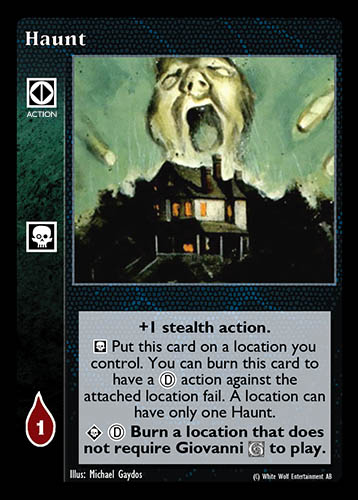 Haunt
ACTION
+1 stealth action.
Put this card on a location you
control. You can burn this card to
have a D action against the
attached location fail. A location can
have only one Haunt.
D Burn a location that does
not require Giovanni to play.
1
Illus: Michael Gaydos
(C) White Wolf Entertainment AB